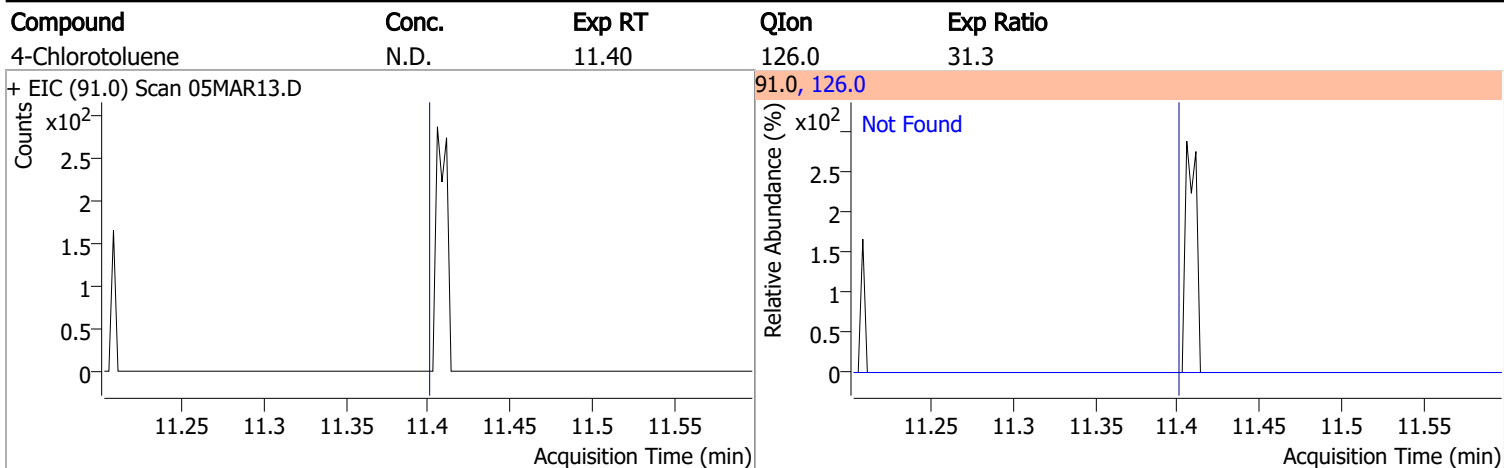 Compound Conc. Exp RT QIon Exp Ratio
4-Chlorotoluene N.D. 11.40 126.0 31.3
+ EIC (91.0) Scan 05MAR13.D
Counts
x10²
2.5
2
1.5
1
0.5
0
11.25 11.3 11.35 11.4 11.45 11.5 11.55
Acquisition Time (min)
91.0, 126.0
Relative Abundance (%)
x10²
Not Found
2.5
2
1.5
1
0.5
0
11.25 11.3 11.35 11.4 11.45 11.5 11.55
Acquisition Time (min)